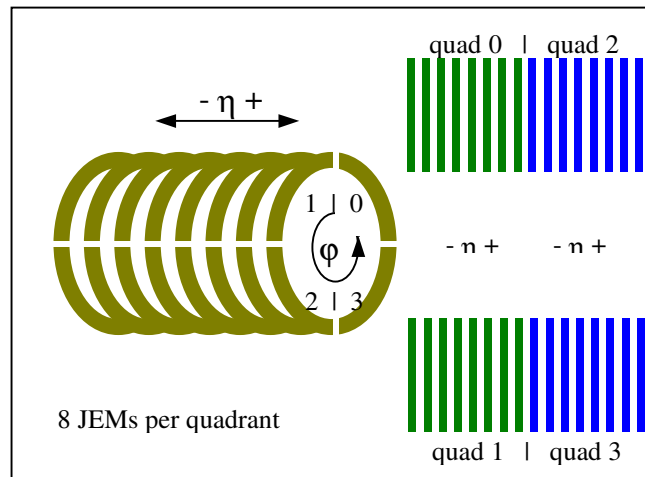 quad 0 | quad 2
- η +
1 | 0
φ
2 | 3
- η + - η +
8 JEMs per quadrant
quad 1 | quad 3